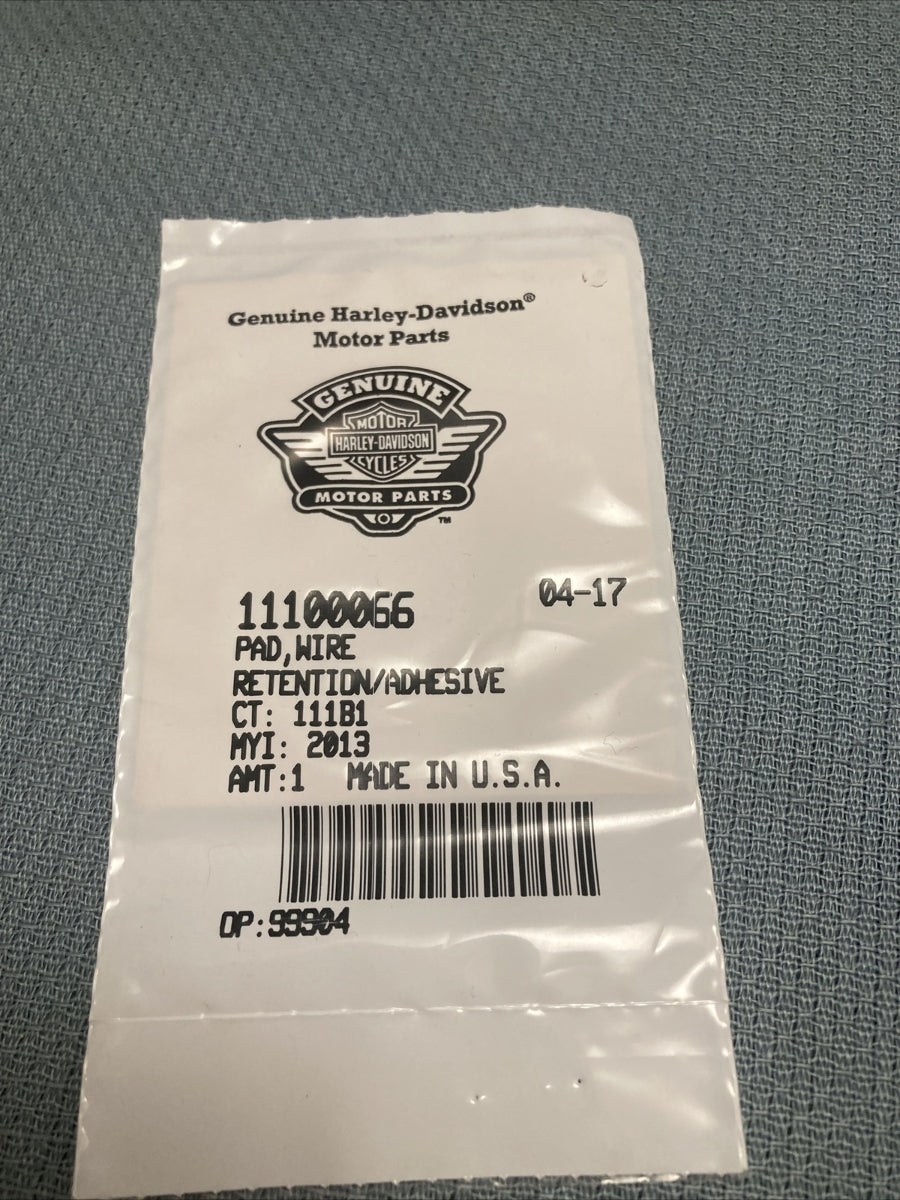 Genuine Harley-Davidson®
Motor Parts
GENUINE
MOTOR
HARLEY-DAVIDSON
CYCLES
MOTOR PARTS
TM
04-17
11100066
PAD,WIRE
RETENTION/ADHESIVE
CT: 111B1
MYI: 2013
AMT:1 MADE IN U.S.A.
OP:99904